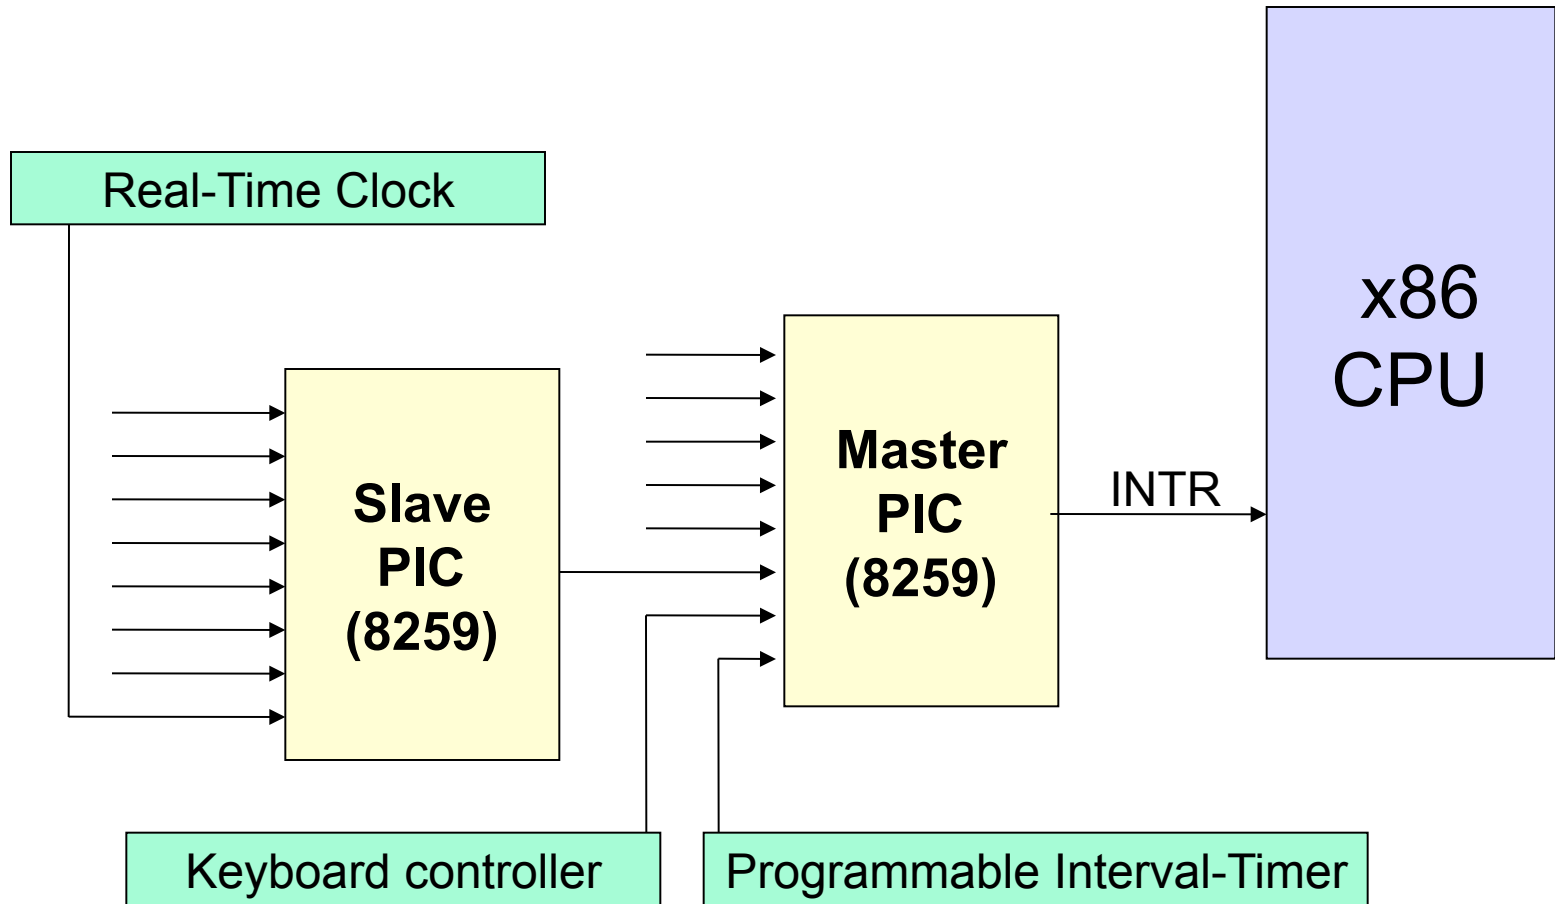 Real-Time Clock
x86
CPU
Slave
PIC
(8259)
Master
PIC
(8259)
INTR
Keyboard controller
Programmable Interval-Timer